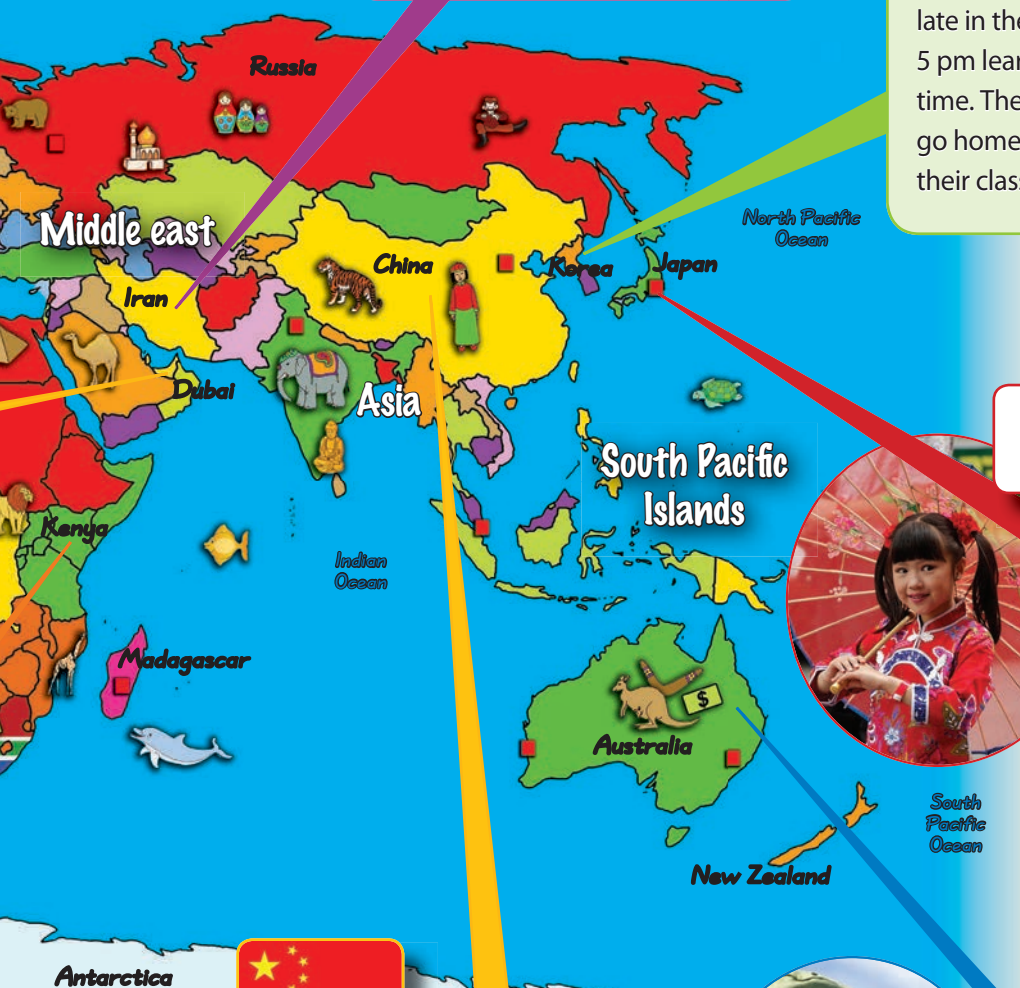 late in the
5 pm lear
time. The
go home
their clas
Russia
Middle east
North Pacific
Ocean
China
Korea
Japan
Iran
Dubai
Asia
South Pacific
Islands
Kenya
Indian
Ocean
Madagascar
$
Australia
South
Pacific
Ocean
New Zealand
Antarctica